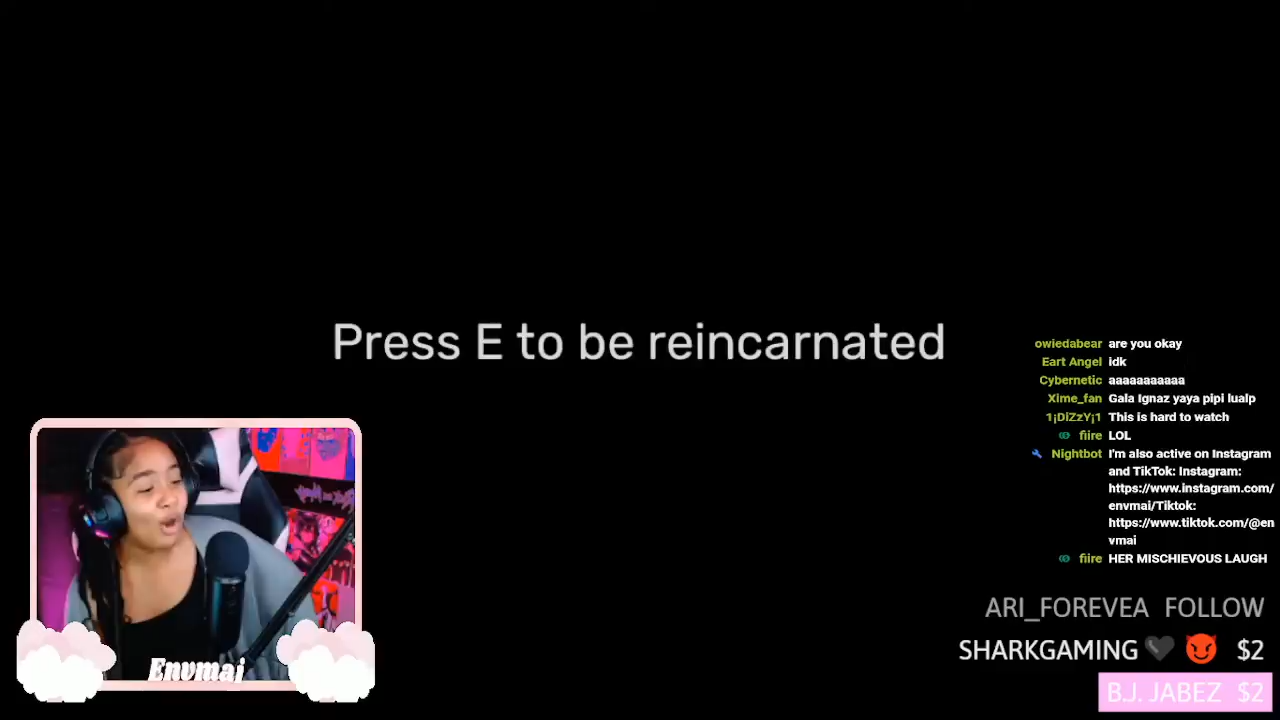 Press E to be reincarnated
owiedabear are you okay
Eart Angel idk
Cybernetic aaaaaaaaaaa
Xime_fan Gala Ignaz yaya pipi lualp
1¡DiZzY¡1 This is hard to watch
fiire LOL
Nightbot I'm also active on Instagram
and TikTok: Instagram:
https://www.instagram.com/
envmai/Tiktok:
https://www.tiktok.com/@en
vmai
fiire HER MISCHIEVOUS LAUGH
ARI_FOREVEA FOLLOW
SHARKGAMING🖤😈 $2
B.J. JABEZ $2
Envmai